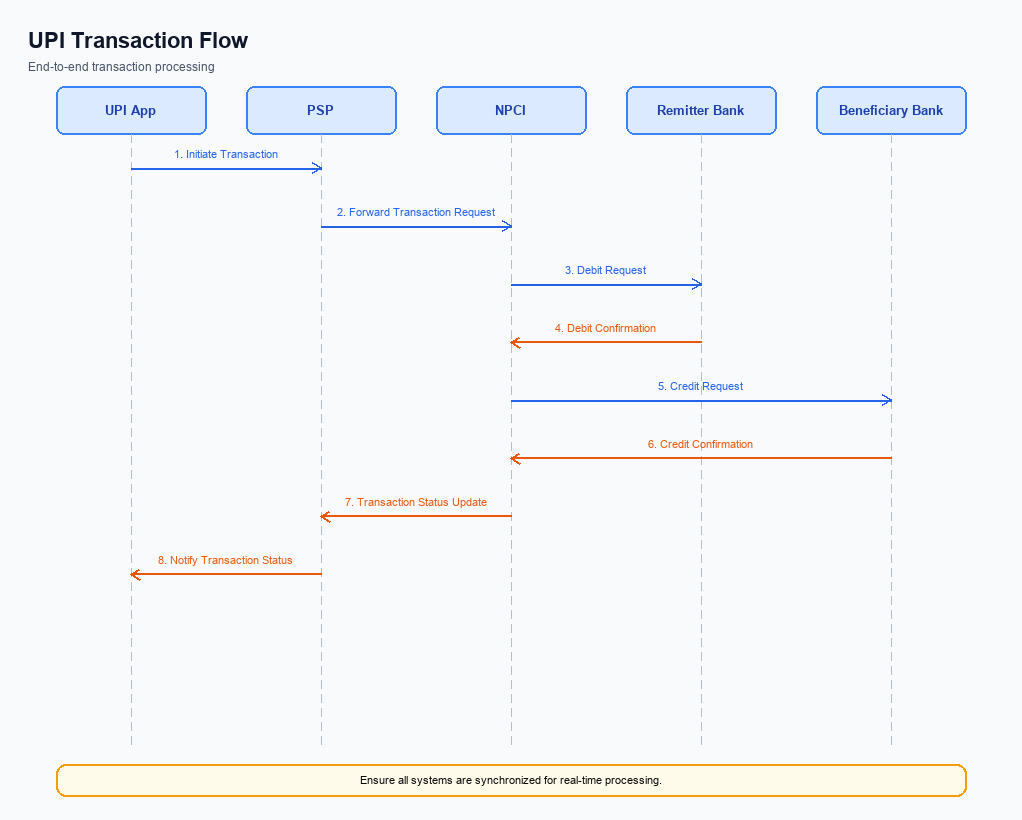 UPI Transaction Flow
End-to-end transaction processing
UPI App
PSP
NPCI
Remitter Bank
Beneficiary Bank
1. Initiate Transaction
2. Forward Transaction Request
3. Debit Request
4. Debit Confirmation
5. Credit Request
6. Credit Confirmation
7. Transaction Status Update
8. Notify Transaction Status
Ensure all systems are synchronized for real-time processing.